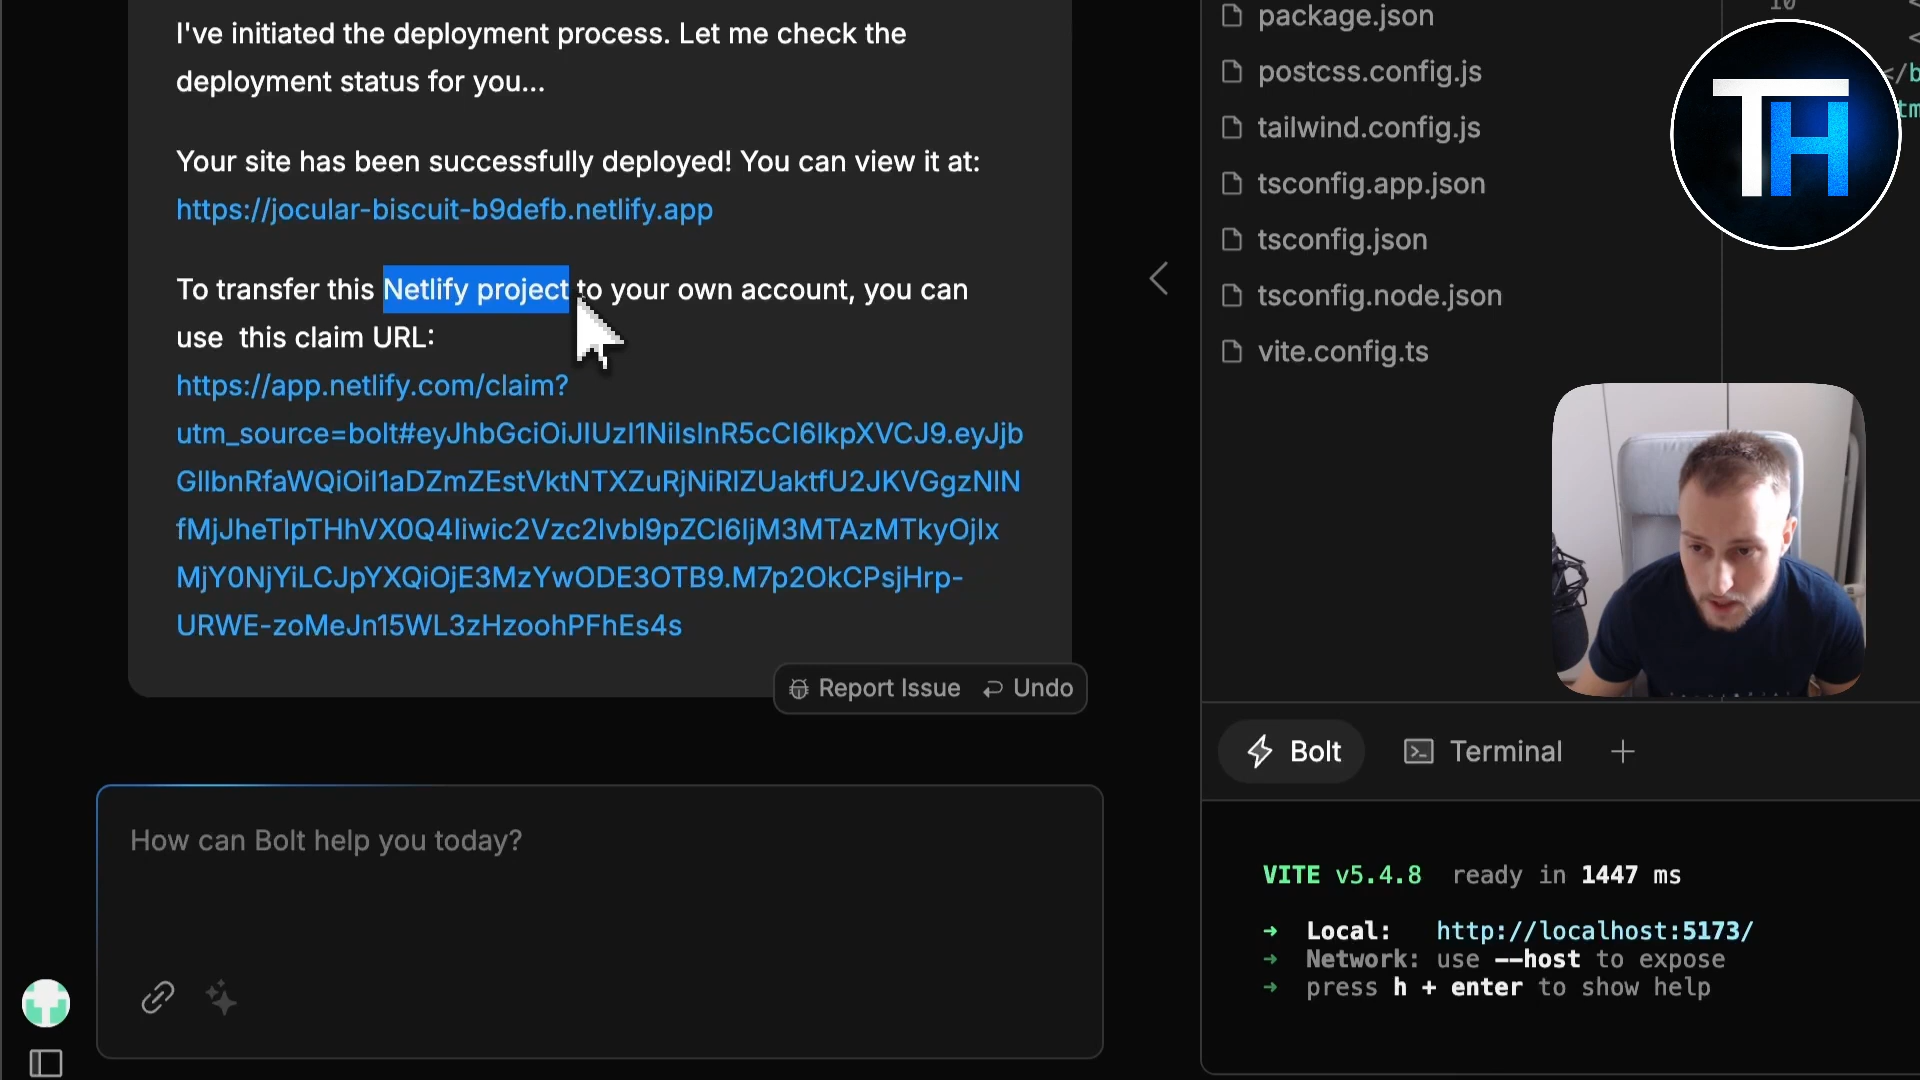 I've initiated the deployment process. Let me check the
deployment status for you...
Your site has been successfully deployed! You can view it at:
https://jocular-biscuit-b9defb.netlify.app
To transfer this Netlify project to your own account, you can
use this claim URL:
https://app.netlify.com/claim?
utm_source=bolt#eyJhbGciOiJIUzI1NiIsInR5cCI6IkpXVCJ9.eyJjb
GllbnRfaWQiOiI1aDZmZEstVktNTXZuRjNiRlZUaktfU2JKVGgzNlN
fMjJheTlpTHhVX0Q4Iiwic2Vzc2lvbl9pZCI6IjM3MTAzMTkyOjIx
MjY0NjYiLCJpYXQiOjE3MzYwODE3OTB9.M7p2OkCPsjHrp-
URWE-zoMeJn15WL3zHzoohPFhEs4s
Report Issue Undo
How can Bolt help you today?
package.json
postcss.config.js
tailwind.config.js
tsconfig.app.json
tsconfig.json
tsconfig.node.json
vite.config.ts
10
</b
tm
TH
Bolt Terminal +
VITE v5.4.8 ready in 1447 ms
➜ Local: http://localhost:5173/
➜ Network: use --host to expose
➜ press h + enter to show help